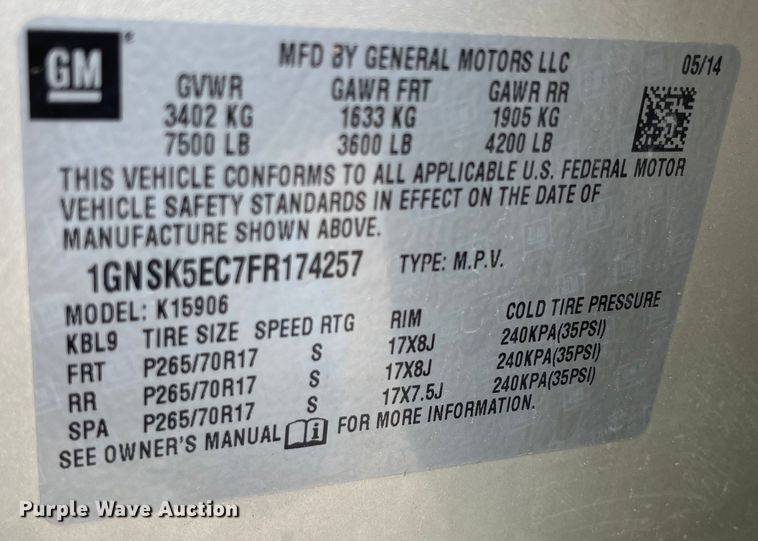 GM
MFD BY GENERAL MOTORS LLC 05/14
GVWR GAWR FRT GAWR RR
3402 KG 1633 KG 1905 KG
7500 LB 3600 LB 4200 LB
THIS VEHICLE CONFORMS TO ALL APPLICABLE U.S. FEDERAL MOTOR
VEHICLE SAFETY STANDARDS IN EFFECT ON THE DATE OF
MANUFACTURE SHOWN ABOVE.
1GNSK5EC7FR174257 TYPE: M.P.V.
MODEL: K15906
KBL9 TIRE SIZE SPEED RTG RIM COLD TIRE PRESSURE
FRT P265/70R17 S 17X8J 240KPA(35PSI)
RR P265/70R17 S 17X8J 240KPA(35PSI)
SPA P265/70R17 S 17X7.5J 240KPA(35PSI)
SEE OWNER'S MANUAL i FOR MORE INFORMATION.
Purple Wave Auction